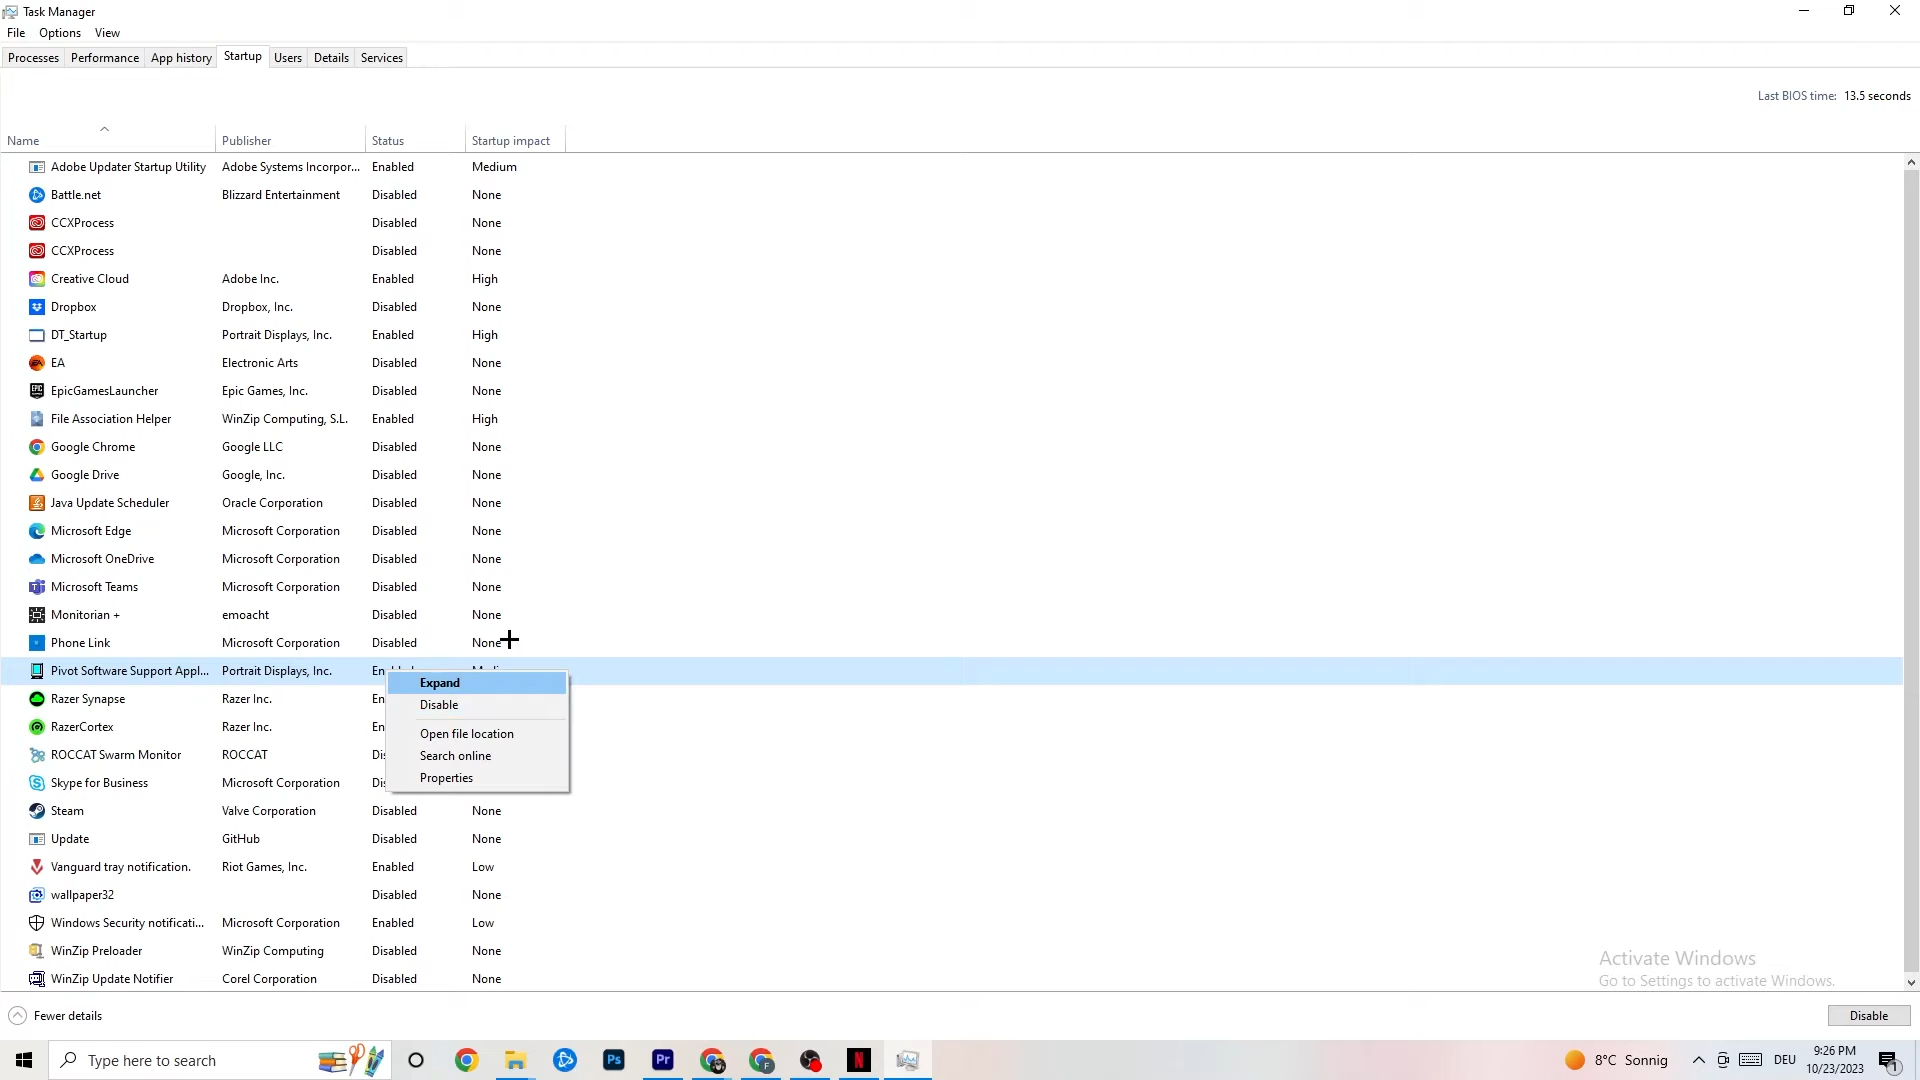 Task Manager
File Options View
Processes Performance App history Startup Users Details Services
Last BIOS time: 13.5 seconds
Name Publisher Status Startup impact
Adobe Updater Startup Utility Adobe Systems Incorpor... Enabled Medium
Battle.net Blizzard Entertainment Disabled None
CCXProcess Disabled None
CCXProcess Disabled None
Creative Cloud Adobe Inc. Enabled High
Dropbox Dropbox, Inc. Disabled None
DT_Startup Portrait Displays, Inc. Enabled High
EA Electronic Arts Disabled None
EpicGamesLauncher Epic Games, Inc. Disabled None
File Association Helper WinZip Computing, S.L. Enabled High
Google Chrome Google LLC Disabled None
Google Drive Google, Inc. Disabled None
Java Update Scheduler Oracle Corporation Disabled None
Microsoft Edge Microsoft Corporation Disabled None
Microsoft OneDrive Microsoft Corporation Disabled None
Microsoft Teams Microsoft Corporation Disabled None
Monitorian + emoacht Disabled None
Phone Link Microsoft Corporation Disabled None
Pivot Software Support Appl... Portrait Displays, Inc.
Expand
Disable
Open file location
Search online
Properties
Razer Synapse Razer Inc. En
RazerCortex Razer Inc. En
ROCCAT Swarm Monitor ROCCAT Dis
Skype for Business Microsoft Corporation Dis
Steam Valve Corporation Disabled None
Update GitHub Disabled None
Vanguard tray notification. Riot Games, Inc. Enabled Low
wallpaper32 Disabled None
Windows Security notificati... Microsoft Corporation Enabled Low
WinZip Preloader WinZip Computing Disabled None
WinZip Update Notifier Corel Corporation Disabled None
Activate Windows
Go to Settings to activate Windows.
Fewer details Disable
Type here to search Ps Pr 8°C Sonnig DEU 9:26 PM
10/23/2023